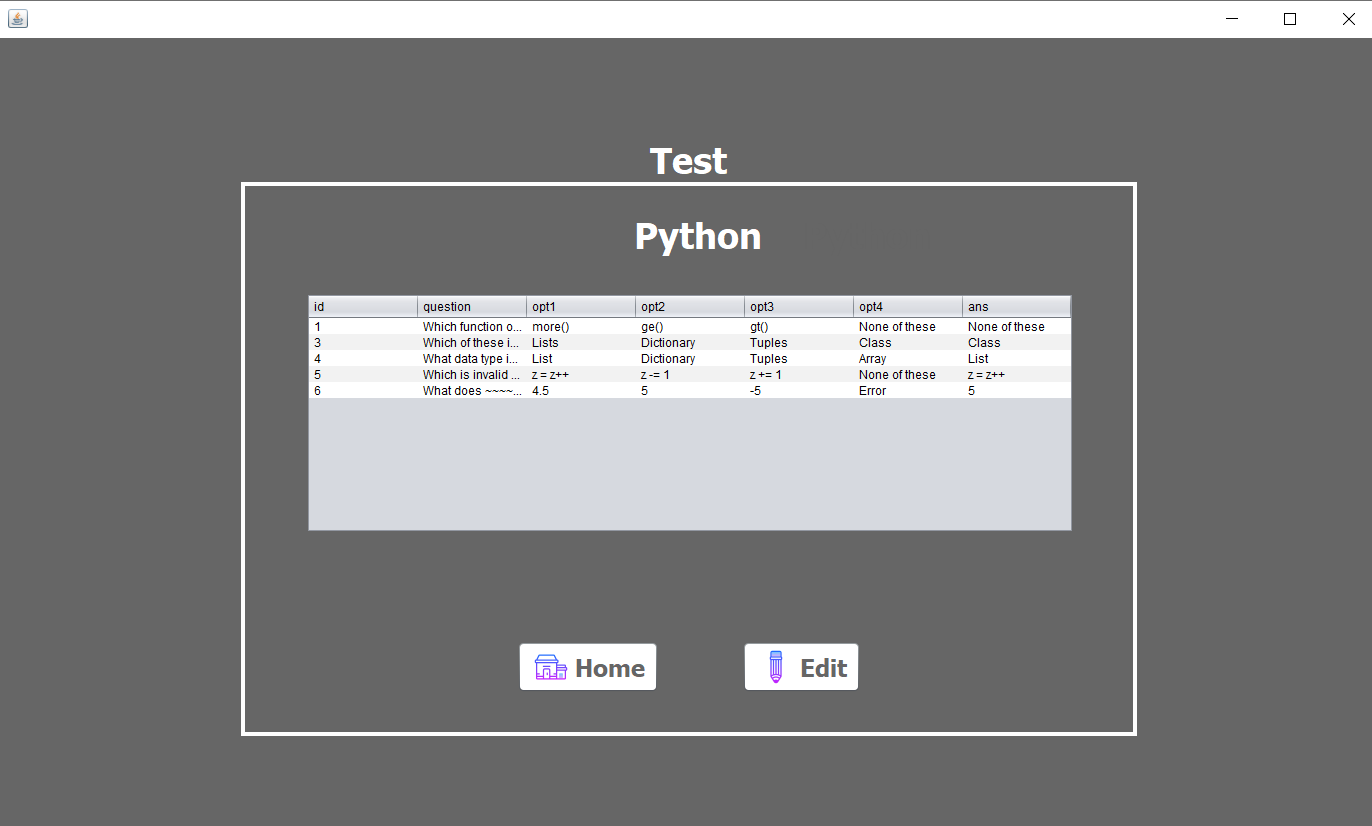 Test
Python
id question opt1 opt2 opt3 opt4 ans
1 Which function o... more() ge() gt() None of these None of these
3 Which of these i... Lists Dictionary Tuples Class Class
4 What data type i... List Dictionary Tuples Array List
5 Which is invalid ... z = z++ z -= 1 z += 1 None of these z = z++
6 What does ~~~~... 4.5 5 -5 Error 5
Home Edit